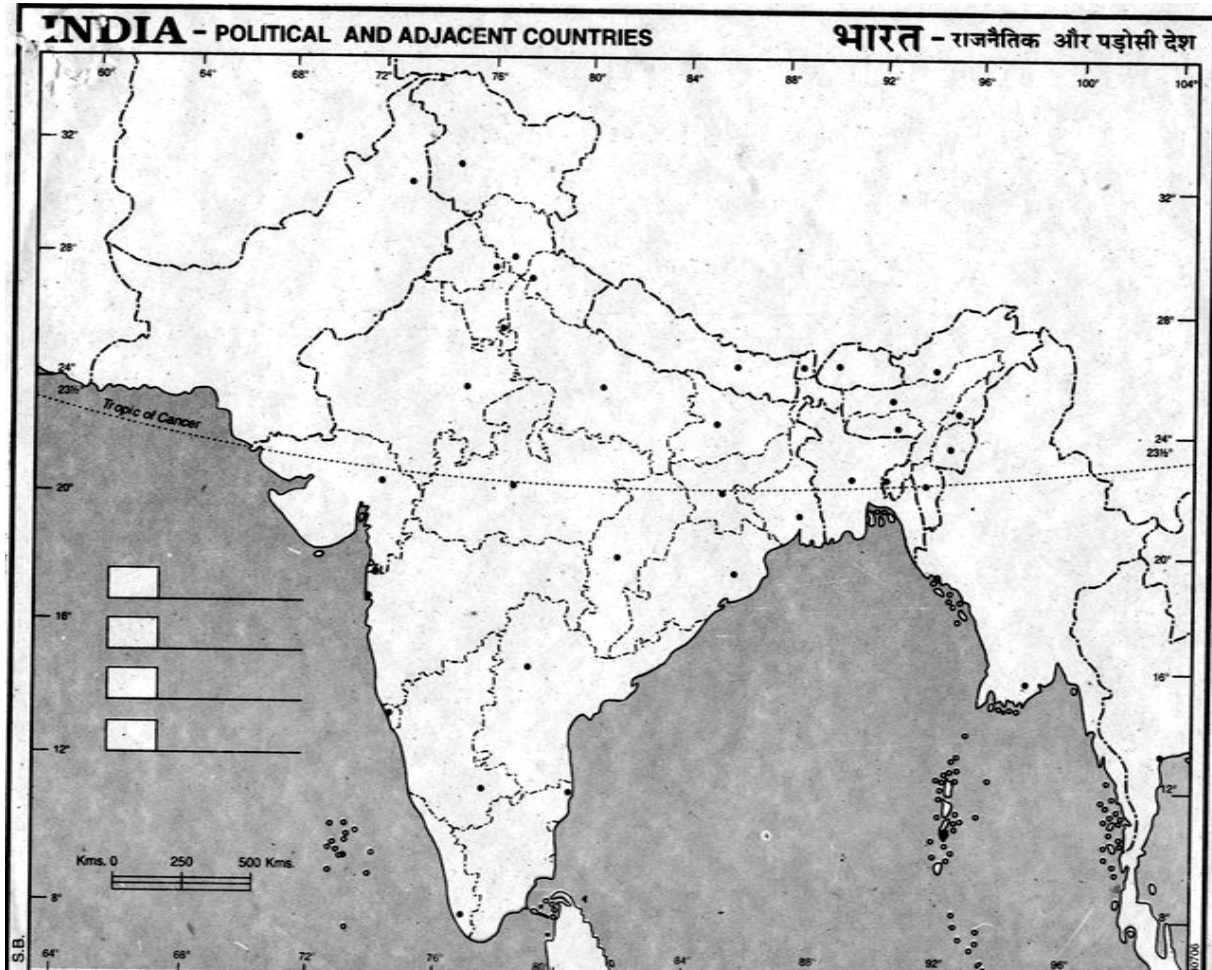 INDIA – POLITICAL AND ADJACENT COUNTRIES
भारत – राजनैतिक और पड़ोसी देश
60° 64° 68° 72° 76° 80° 84° 88° 92° 96° 100° 104°
32° 32°
28° 28°
24° 24°
23½° 23½°
Tropic of Cancer
20° 20°
16° 16°
12° 12°
Kms. 0 250 500 Kms.
8° 8°
S.B.
64° 68° 72° 76° 80° 84° 88° 92° 96°